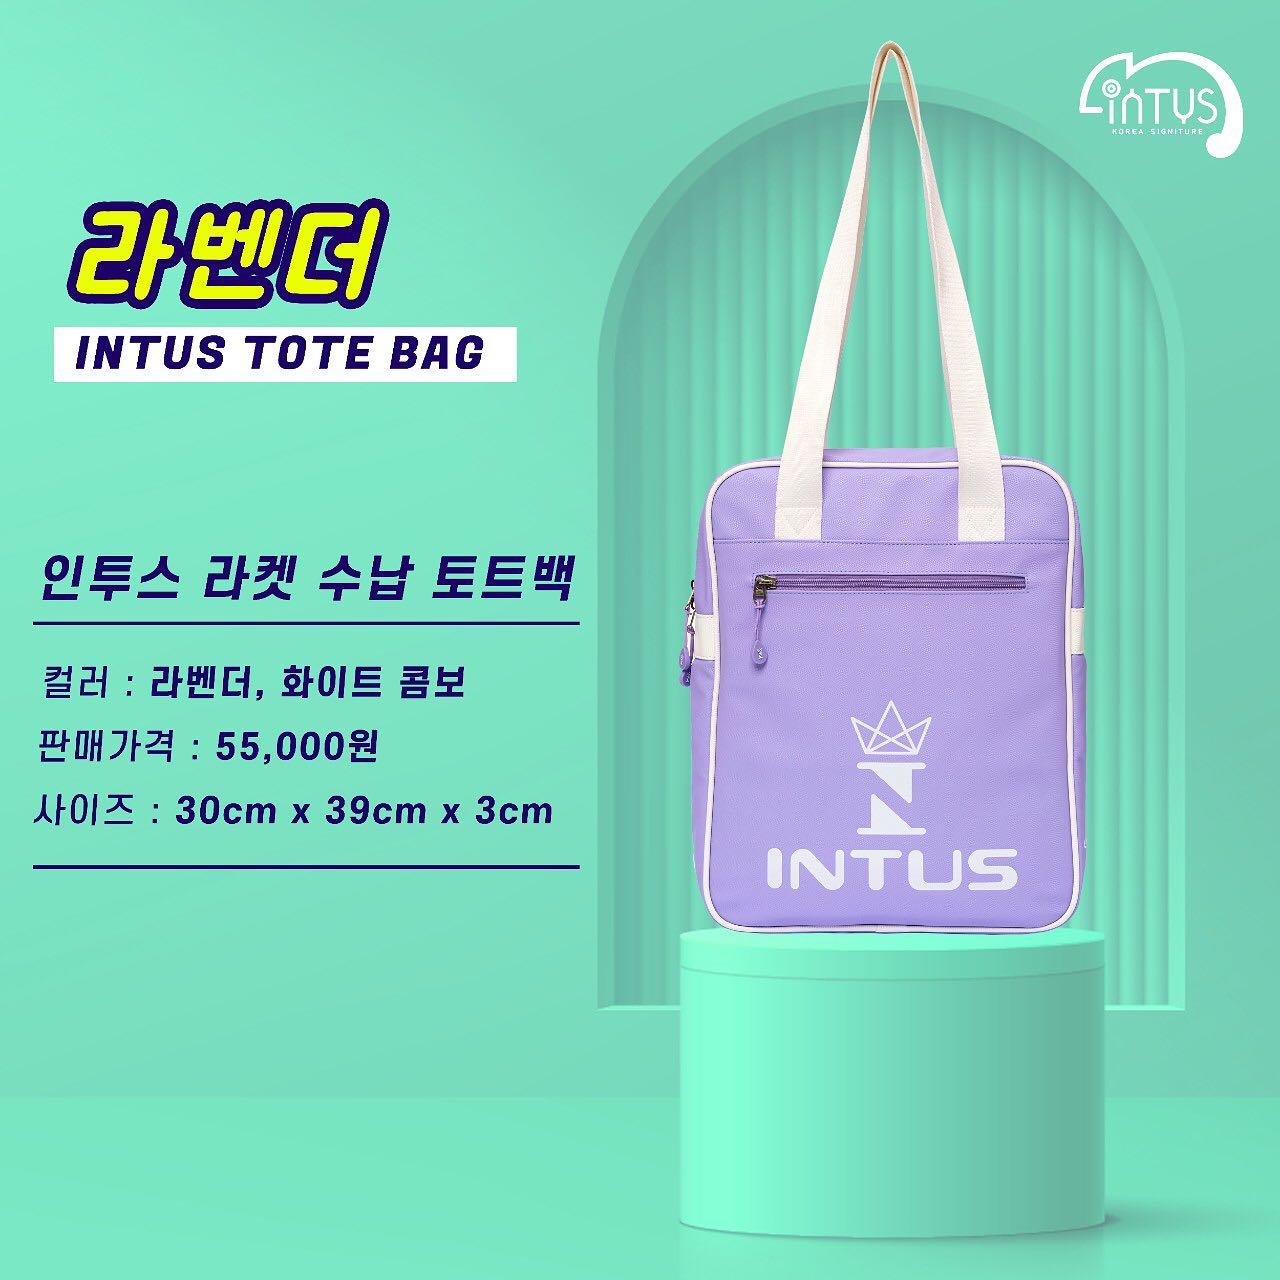 INTUS
KOREA SIGNITURE
라벤더
INTUS TOTE BAG
인투스 라켓 수납 토트백
컬러 : 라벤더, 화이트 콤보
판매가격 : 55,000원
사이즈 : 30cm x 39cm x 3cm
INTUS